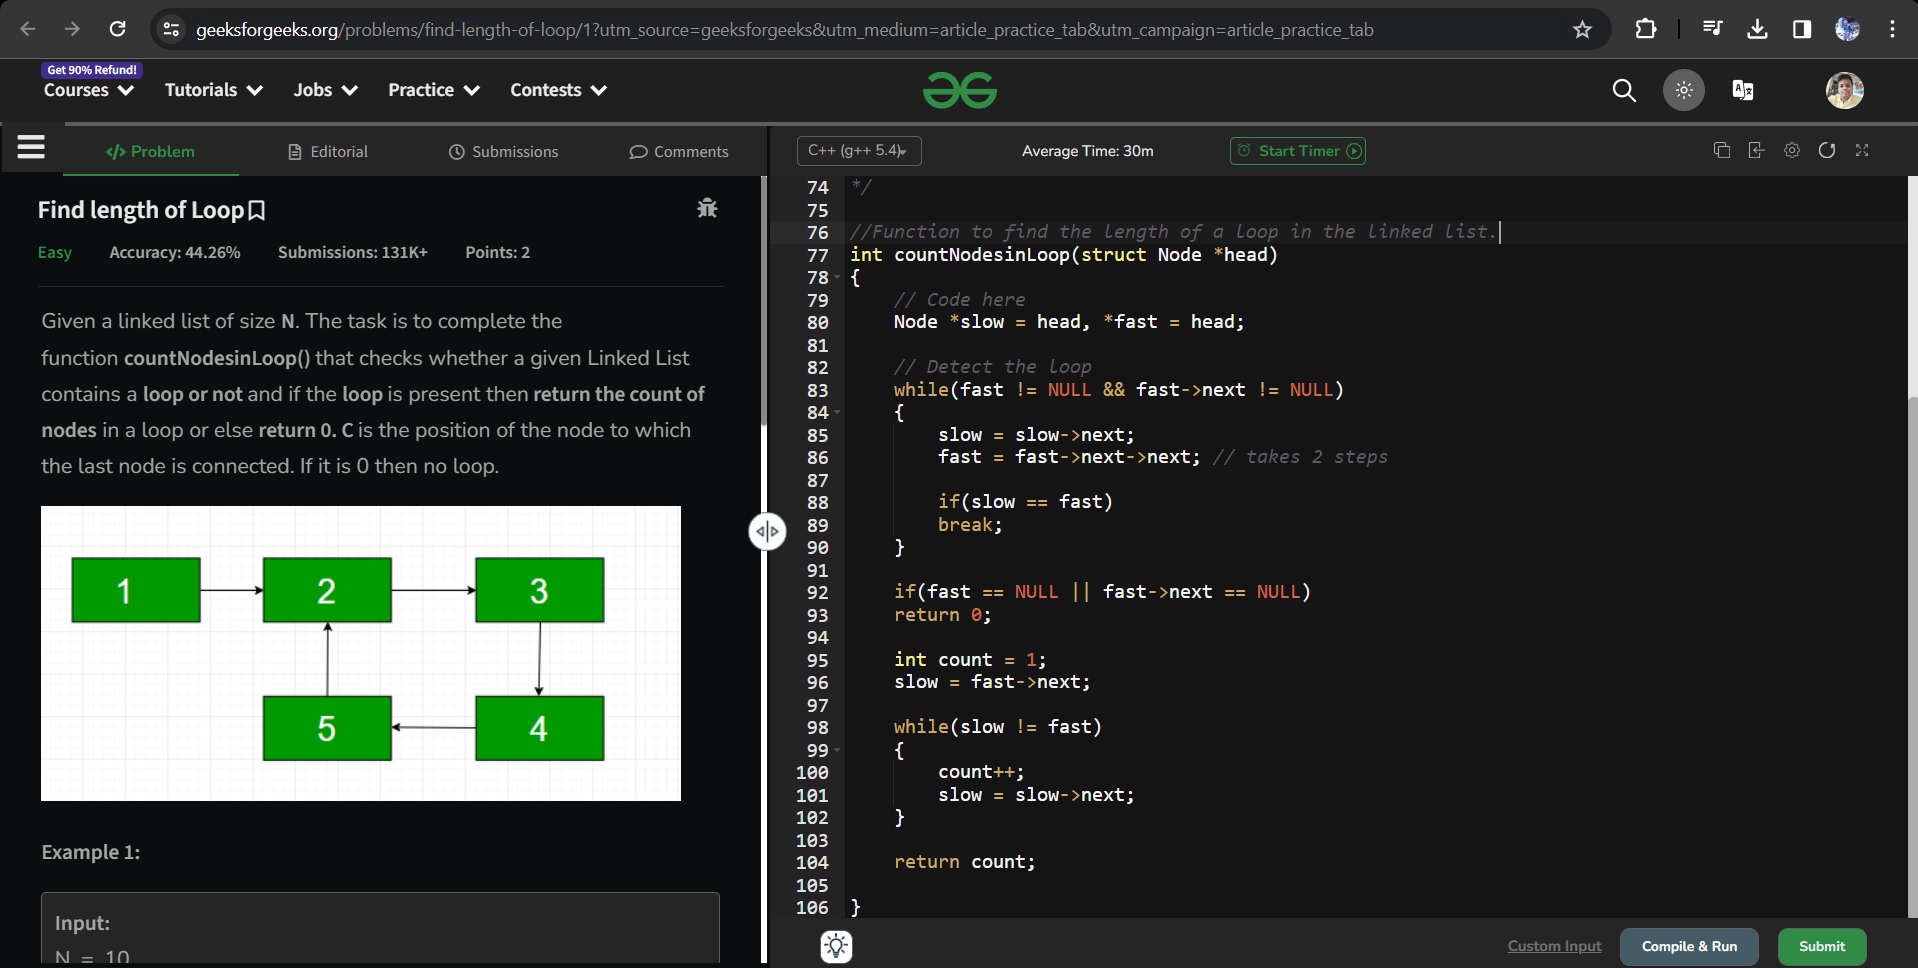 geeksforgeeks.org/problems/find-length-of-loop/1?utm_source=geeksforgeeks&utm_medium=article_practice_tab&utm_campaign=article_practice_tab
Get 90% Refund!
Courses Tutorials Jobs Practice Contests
</> Problem Editorial Submissions Comments
C++ (g++ 5.4) Average Time: 30m Start Timer
Find length of Loop
Easy Accuracy: 44.26% Submissions: 131K+ Points: 2
Given a linked list of size N. The task is to complete the
function countNodesinLoop() that checks whether a given Linked List
contains a loop or not and if the loop is present then return the count of
nodes in a loop or else return 0. C is the position of the node to which
the last node is connected. If it is 0 then no loop.
1 2 3
5 4
Example 1:
Input:
N = 10
74 */
75
76 //Function to find the length of a loop in the linked list.
77 int countNodesinLoop(struct Node *head)
78 {
79 // Code here
80 Node *slow = head, *fast = head;
81
82 // Detect the loop
83 while(fast != NULL && fast->next != NULL)
84 {
85 slow = slow->next;
86 fast = fast->next->next; // takes 2 steps
87
88 if(slow == fast)
89 break;
90 }
91
92 if(fast == NULL || fast->next == NULL)
93 return 0;
94
95 int count = 1;
96 slow = fast->next;
97
98 while(slow != fast)
99 {
100 count++;
101 slow = slow->next;
102 }
103
104 return count;
105
106 }
Custom Input Compile & Run Submit